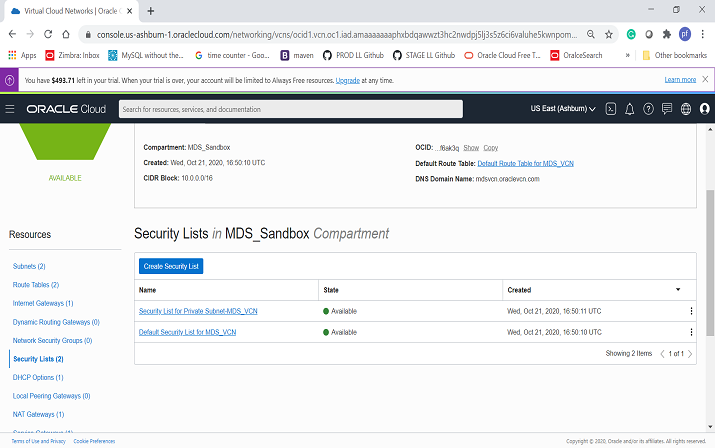 Virtual Cloud Networks | Oracle C
console.us-ashburn-1.oraclecloud.com/networking/vcns/ocid1.vcn.oc1.iad.amaaaaaaaphxbdqawwzt3hc2nwdpj5lj3s5z6ci6valuhe5kwnpom...
pf
Apps Zimbra: Inbox MySQL without the... time counter - Goo... maven PROD LL Github STAGE LL Github Oracle Cloud Free T... OralceSearch » Other bookmarks
You have $493.71 left in your trial. When your trial is over, your account will be limited to Always Free resources. Upgrade at any time. Learn more
ORACLE Cloud Search for resources, services, and documentation US East (Ashburn)
AVAILABLE
Compartment: MDS_Sandbox
Created: Wed, Oct 21, 2020, 16:50:10 UTC
CIDR Block: 10.0.0.0/16
OCID: ...f6ak3q Show Copy
Default Route Table: Default Route Table for MDS_VCN
DNS Domain Name: mdsvcn.oraclevcn.com
Resources
Subnets (2)
Route Tables (2)
Internet Gateways (1)
Dynamic Routing Gateways (0)
Network Security Groups (0)
Security Lists (2)
DHCP Options (1)
Local Peering Gateways (0)
NAT Gateways (1)
Security Lists in MDS_Sandbox Compartment
Create Security List
Name State Created
Security List for Private Subnet-MDS_VCN Available Wed, Oct 21, 2020, 16:50:11 UTC
Default Security List for MDS_VCN Available Wed, Oct 21, 2020, 16:50:10 UTC
Showing 2 Items 1 of 1
Terms of Use and Privacy Cookie Preferences Copyright © 2020, Oracle and/or its affiliates. All rights reserved.